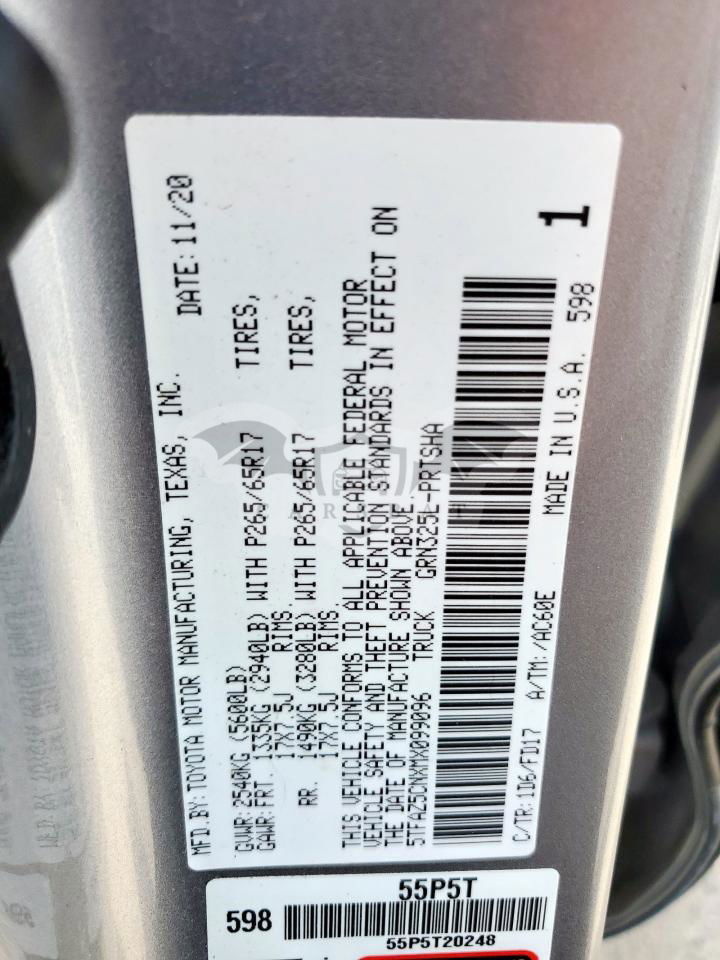 MFD.BY:TOYOTA MOTOR MANUFACTURING, TEXAS, INC. DATE:11/20
GVWR:2540KG (5600LB)
GAWR:FRT. 1335KG (2940LB) WITH P265/65R17 TIRES,
17X7.5J RIMS.
RR. 1490KG (3280LB) WITH P265/65R17 TIRES,
17X7.5J RIMS.
THIS VEHICLE CONFORMS TO ALL APPLICABLE FEDERAL MOTOR
VEHICLE SAFETY AND THEFT PREVENTION STANDARDS IN EFFECT ON
THE DATE OF MANUFACTURE SHOWN ABOVE.
5TFAZ5CNXMX099096 TRUCK GRN325L-PRTSHA
1
C/TR:1D6/FD17 A/TM:/AC60E MADE IN U.S.A. 598
55P5T
598
55P5T20248